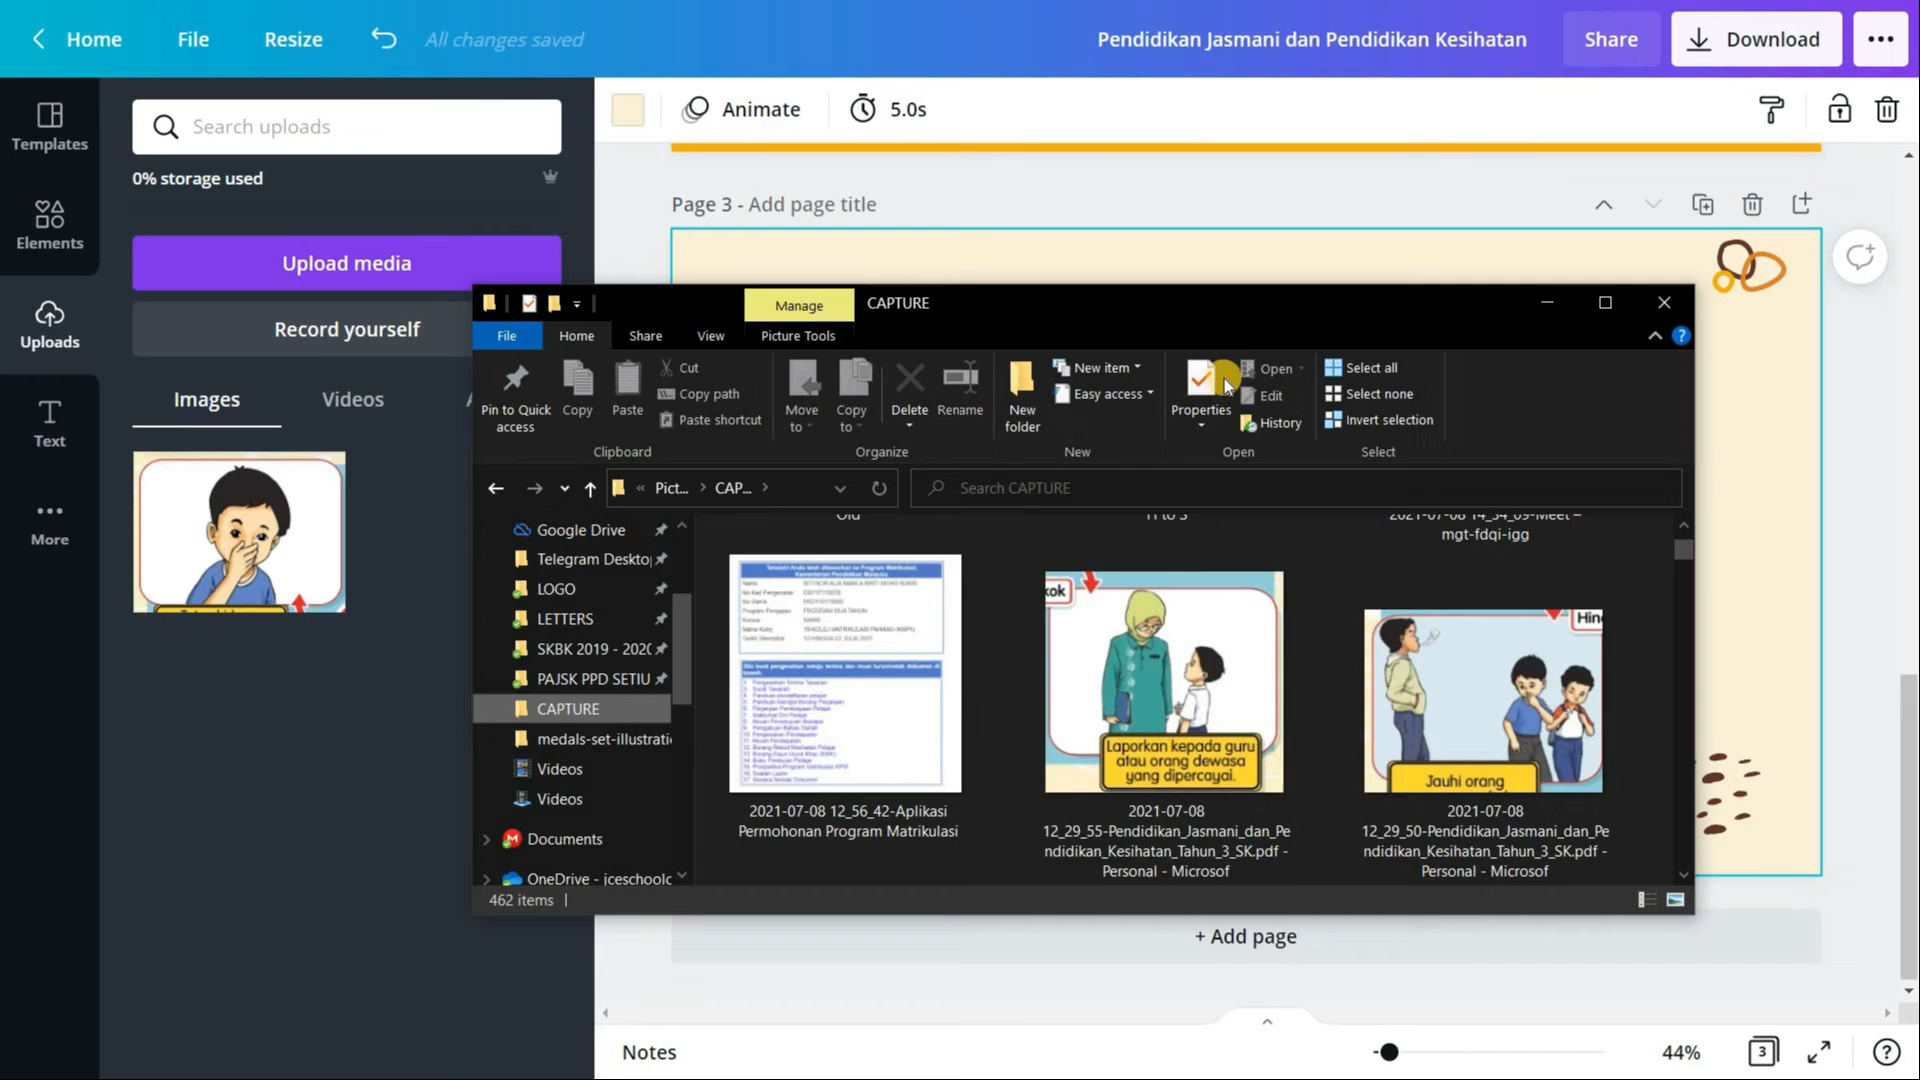 Home
File
Resize
All changes saved
Pendidikan Jasmani dan Pendidikan Kesihatan
Share
Download
Templates
Elements
Uploads
Text
More
Search uploads
0% storage used
Upload media
Record yourself
Images
Videos
Animate
5.0s
Page 3 - Add page title
Manage
CAPTURE
File
Home
Share
View
Picture Tools
Pin to Quick
access
Copy
Paste
Cut
Copy path
Paste shortcut
Clipboard
Move
to
Copy
to
Delete
Rename
Organize
New
folder
New item
Easy access
New
Properties
Open
Edit
History
Open
Select all
Select none
Invert selection
Select
Pict...
CAP...
Search CAPTURE
Google Drive
Telegram Deskto
LOGO
LETTERS
SKBK 2019 - 202
PAJSK PPD SETIU
CAPTURE
medals-set-illustrati
Videos
Videos
Documents
OneDrive - jceschool
Old
11 to 3
mgt-fdqi-igg
kok
Laporkan kepada guru
atau orang dewasa
yang dipercayai.
Hin
Jauhi orang
2021-07-08 12_56_42-Aplikasi
Permohonan Program Matrikulasi
2021-07-08
12_29_55-Pendidikan_Jasmani_dan_Pe
ndidikan_Kesihatan_Tahun_3_SK.pdf -
Personal - Microsof
2021-07-08
12_29_50-Pendidikan_Jasmani_dan_Pe
ndidikan_Kesihatan_Tahun_3_SK.pdf -
Personal - Microsof
462 items
+ Add page
Notes
44%
3